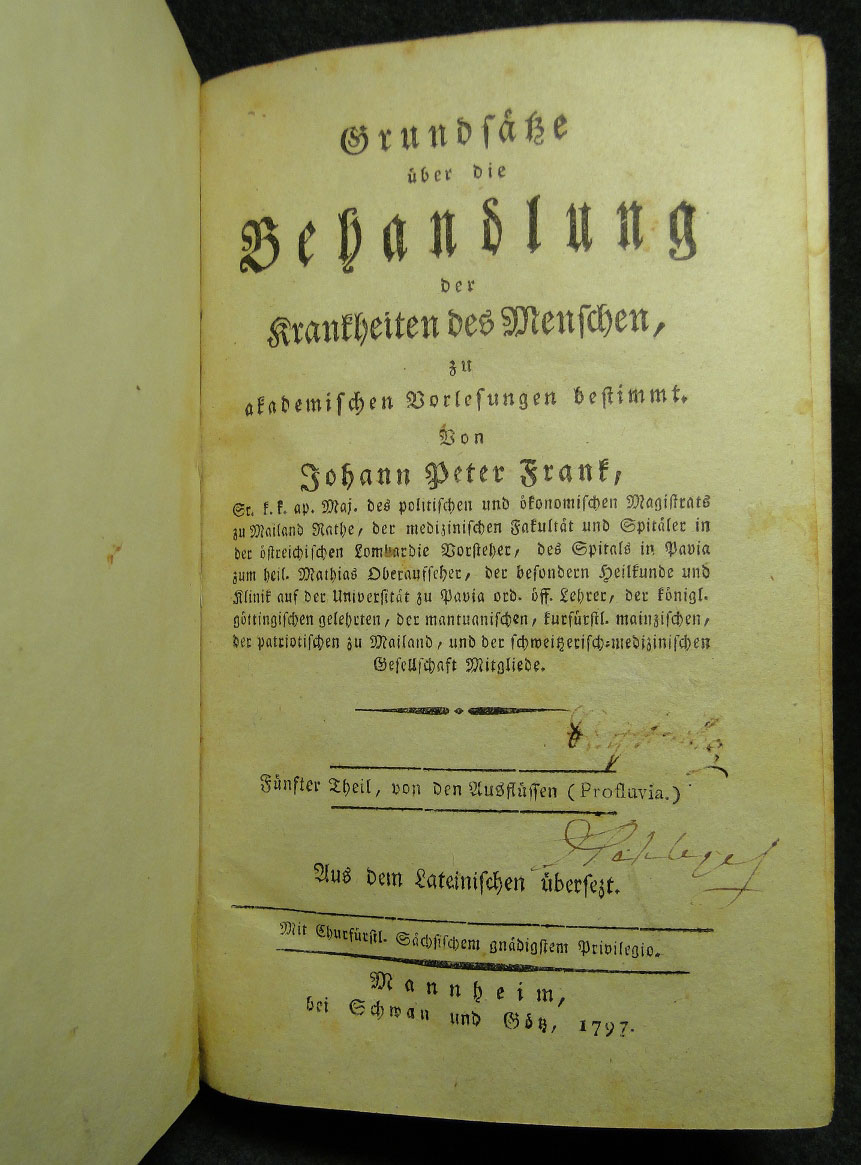 Grundsåtze
über die
Behandlung
der
Krankheiten des Menschen,
zu
akademischen Vorlesungen bestimmt.
Von
Johann Peter Frank,
Sr. k. k. ap. Maj. des politischen und ökonomischen Magistrats
zu Mailand Rathe, der medizinischen Fakultät und Spitäler in
der östreichischen Lombardie Vorsteher, des Spitals in Pavia
zum heil. Mathias Oberaufseher, der besondern Heilkunde und
Klinik auf der Universität zu Pavia ord. öff. Lehrer, der königl.
göttingischen gelehrten, der mantuanischen, kurfürstl. mainzischen,
der patriotischen zu Mailand, und der schweitzerisch=medizinischen
Gesellschaft Mitgliede.
Fünfter Theil, von den Ausflüssen (Profluvia.)
Schlegel
Aus dem Lateinischen übersezt.
Mit Churfürstl. Sächsischem gnädigstem Privilegio.
Mannheim,
bei Schwan und Götz, 1797.